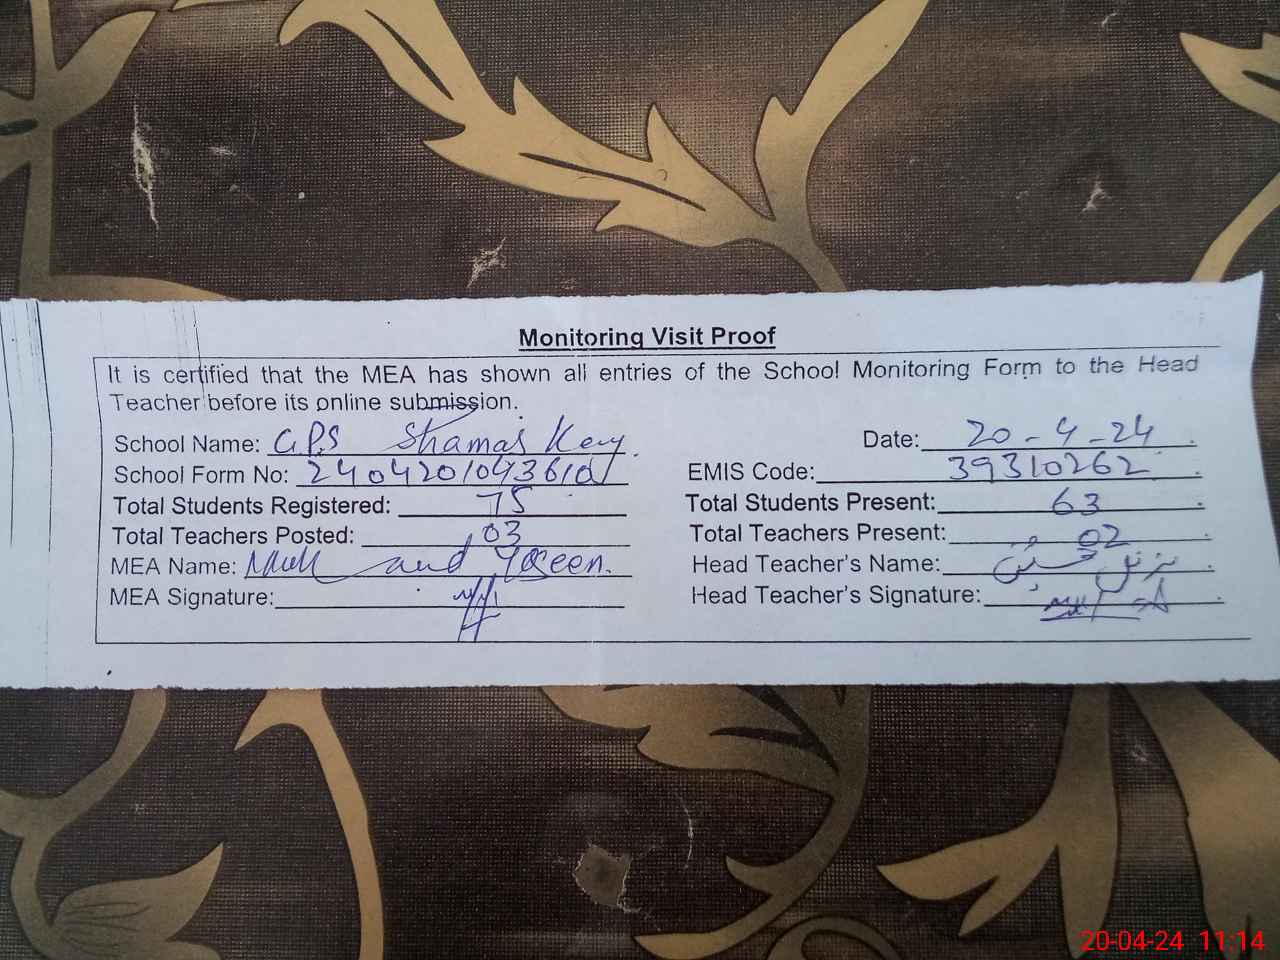 Monitoring Visit Proof
It is certified that the MEA has shown all entries of the School Monitoring Form to the Head
Teacher before its online submission.
School Name: G.P.S Shamas Key Date: 20-4-24
School Form No: EMIS Code: 39310262
Total Students Registered: 75 Total Students Present: 63
Total Teachers Posted: 03 Total Teachers Present: 02
MEA Name: Head Teacher's Name:
MEA Signature: Head Teacher's Signature:
20-04-24 11:14